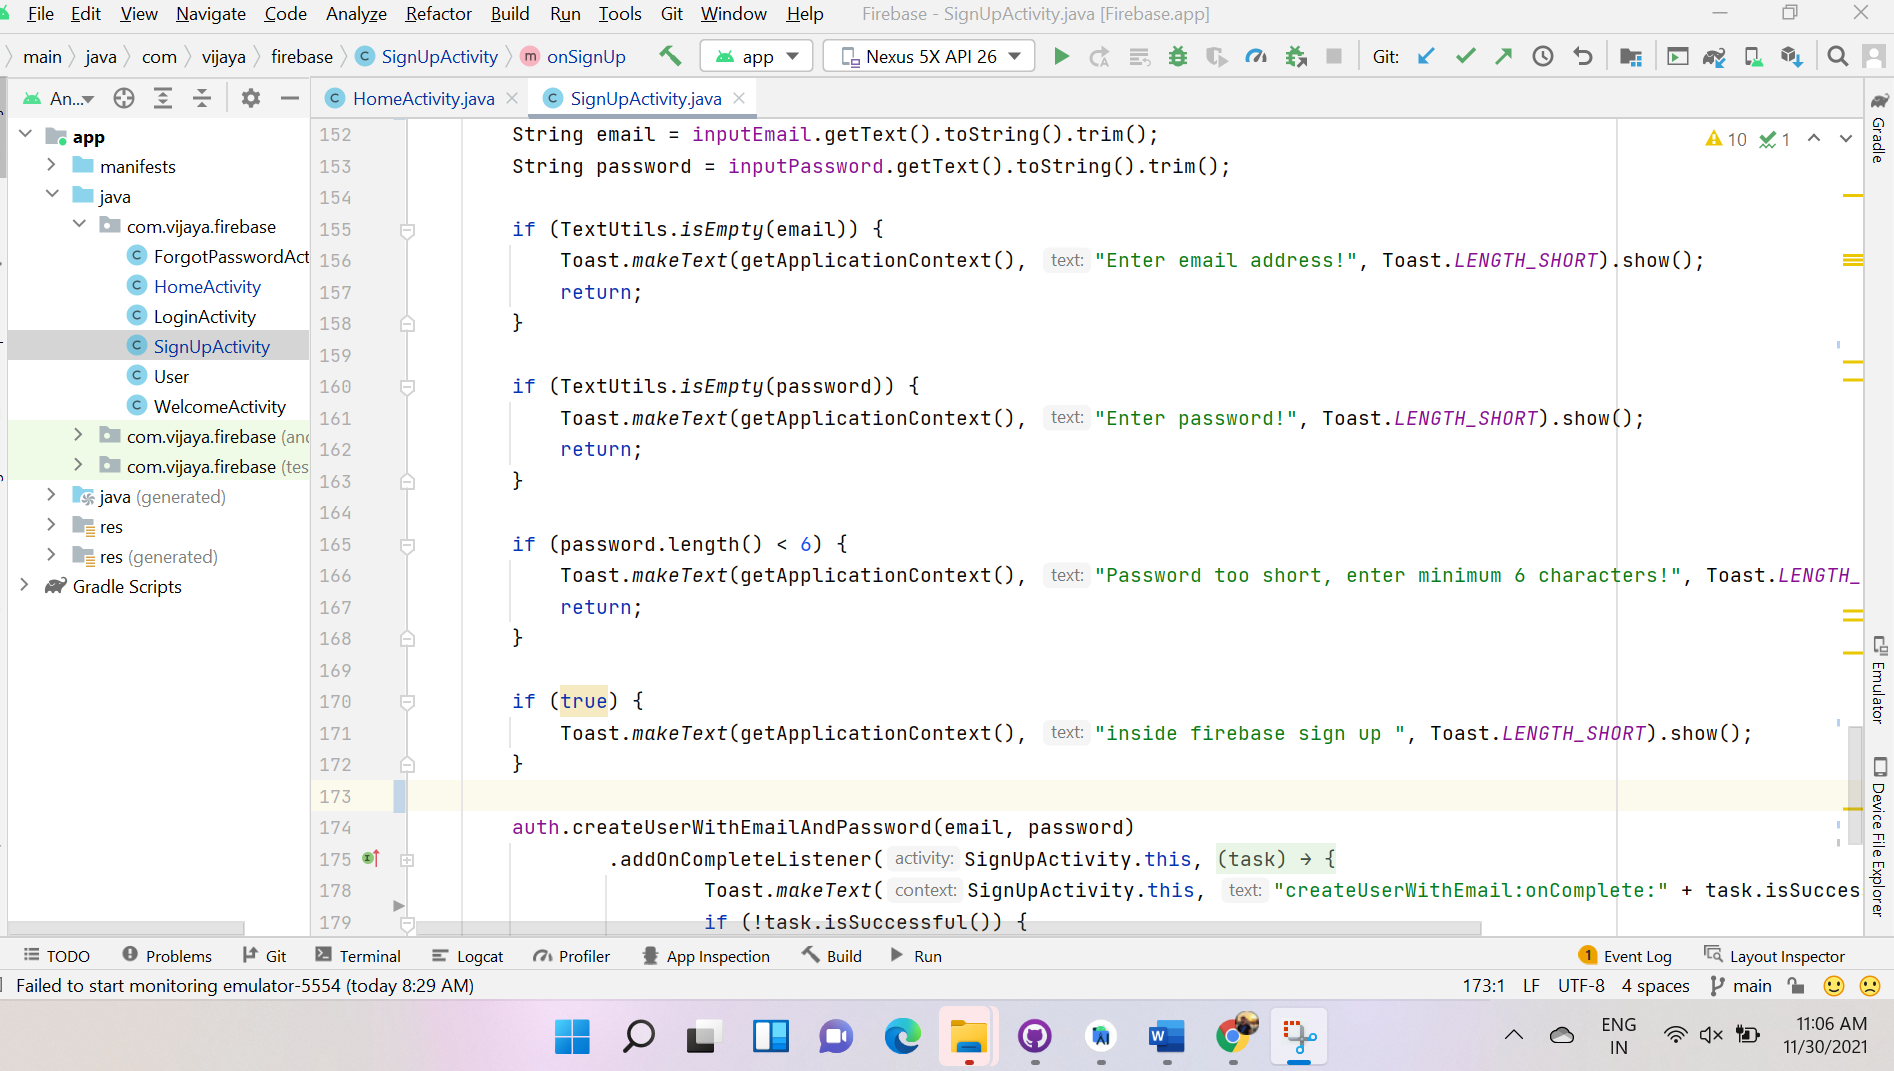 File Edit View Navigate Code Analyze Refactor Build Run Tools Git Window Help Firebase - SignUpActivity.java [Firebase.app]
main java com vijaya firebase C SignUpActivity m onSignUp app Nexus 5X API 26 Git:
An... C HomeActivity.java C SignUpActivity.java
app
manifests
java
com.vijaya.firebase
C ForgotPasswordAct
C HomeActivity
C LoginActivity
C SignUpActivity
C User
C WelcomeActivity
com.vijaya.firebase (and
com.vijaya.firebase (tes
java (generated)
res
res (generated)
Gradle Scripts
10 1
152 String email = inputEmail.getText().toString().trim();
153 String password = inputPassword.getText().toString().trim();
154
155 if (TextUtils.isEmpty(email)) {
156 Toast.makeText(getApplicationContext(), text: "Enter email address!", Toast.LENGTH_SHORT).show();
157 return;
158 }
159
160 if (TextUtils.isEmpty(password)) {
161 Toast.makeText(getApplicationContext(), text: "Enter password!", Toast.LENGTH_SHORT).show();
162 return;
163 }
164
165 if (password.length() < 6) {
166 Toast.makeText(getApplicationContext(), text: "Password too short, enter minimum 6 characters!", Toast.LENGTH_
167 return;
168 }
169
170 if (true) {
171 Toast.makeText(getApplicationContext(), text: "inside firebase sign up ", Toast.LENGTH_SHORT).show();
172 }
173
174 auth.createUserWithEmailAndPassword(email, password)
175 .addOnCompleteListener( activity: SignUpActivity.this, (task) → {
178 Toast.makeText( context: SignUpActivity.this, text: "createUserWithEmail:onComplete:" + task.isSucces
179 if (!task.isSuccessful()) {
Gradle
Emulator
Device File Explorer
TODO Problems Git Terminal Logcat Profiler App Inspection Build Run 1 Event Log Layout Inspector
Failed to start monitoring emulator-5554 (today 8:29 AM) 173:1 LF UTF-8 4 spaces main
ENG
IN
11:06 AM
11/30/2021